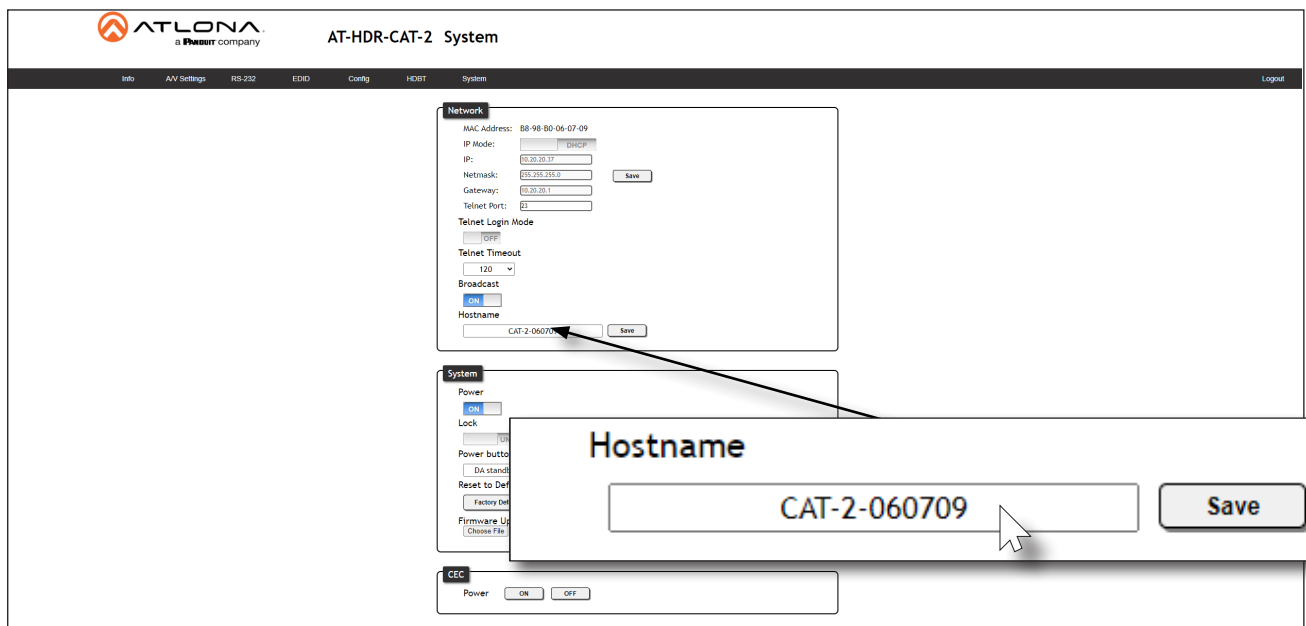 ATLONA.
a PANDUIT company
AT-HDR-CAT-2 System
Info A/V Settings RS-232 EDID Config HDBT System Logout
Network
MAC Address: B8-98-B0-06-07-09
IP Mode: DHCP
IP: 10.20.20.37
Netmask: 255.255.255.0 Save
Gateway: 10.20.20.1
Telnet Port: 23
Telnet Login Mode
OFF
Telnet Timeout
120
Broadcast
ON
Hostname
CAT-2-06070 Save
System
Power
ON
Lock
UN
Power butto
DA standb
Reset to Def
Factory Def
Firmware Up
Choose File
Hostname
CAT-2-060709 Save
CEC
Power ON OFF